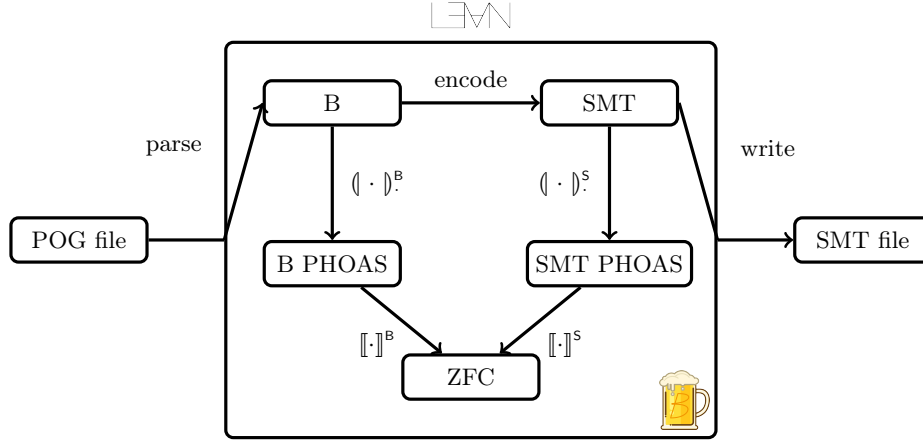 LEAN
B
encode
SMT
parse
write
⦇ · ⦈.ᴮ
⦇ · ⦈.ˢ
POG file
SMT file
B PHOAS
SMT PHOAS
⟦·⟧ᴮ
⟦·⟧ˢ
ZFC
B